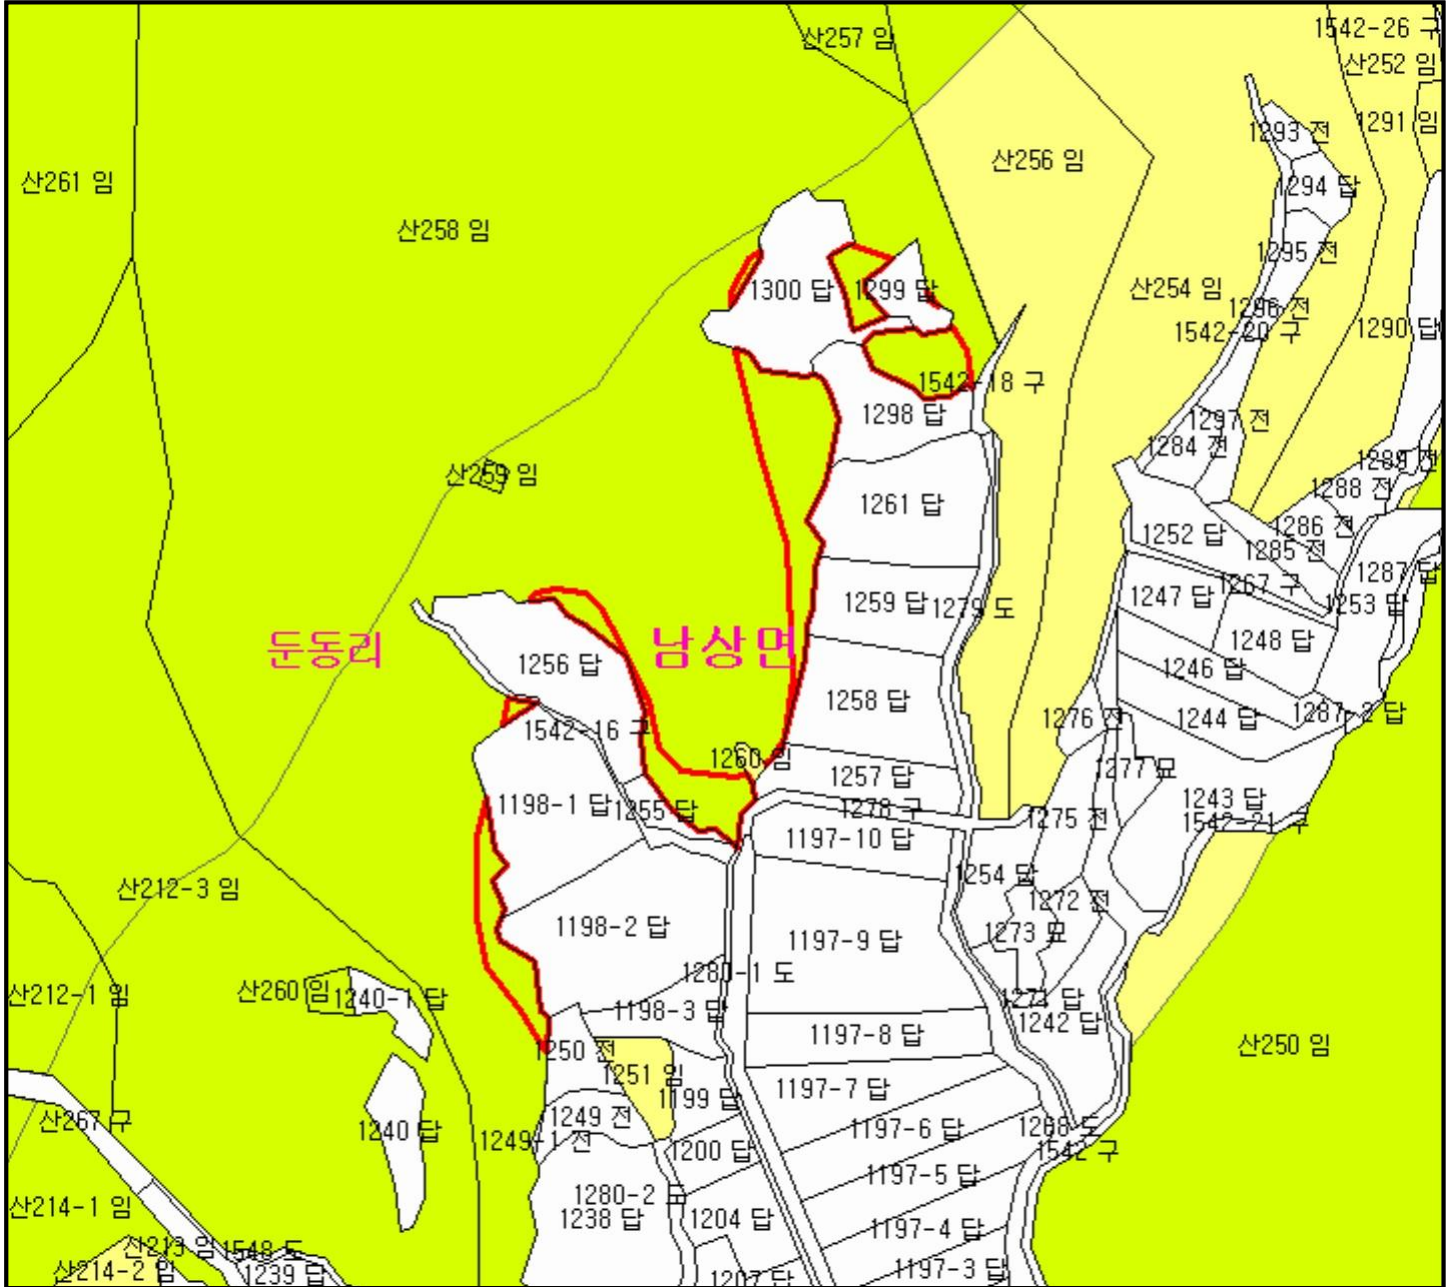 1542-26 구
산257 임
산252 임
1291 임
1293 전
산256 임
산261 임
1294 답
산258 임
1295 전
1300 답
1299 답
산254 임
1296 전
1542-20 구
1290 답
1542-18 구
1298 답
1297 전
1284 전
1289 전
산259 임
1288 전
1261 답
1286 전
1252 답
1285 전
1287 답
1267 구
1247 답
1253 답
1259 답
1279 도
1248 답
남상면
둔동리
1256 답
1246 답
1258 답
1276 전
1244 답
1287-2 답
1542-16 구
1260 임
1277 묘
1257 답
1198-1 답
1255 답
1278 구
1243 답
1275 전
1542-21 구
1197-10 답
1254 답
산212-3 임
1272 전
1198-2 답
1197-9 답
1273 묘
1280-1 도
산212-1 임
산260 임
1240-1 답
1271 답
1198-3 답
1242 답
1197-8 답
산250 임
1250 전
1251 임
1197-7 답
1199 답
산267 구
1240 답
1249 전
1249-1 전
1197-6 답
1268 도
1542 구
1200 답
1197-5 답
1280-2 도
산214-1 임
1238 답
1204 답
1197-4 답
산213 임
1548 도
산214-2 임
1239 답
1207 답
1197-3 답